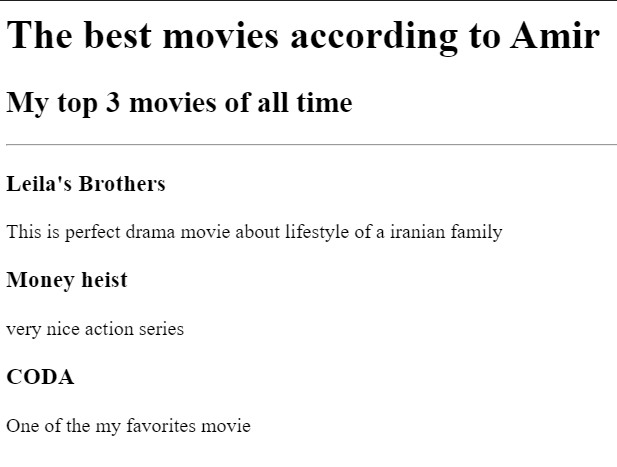 The best movies according to Amir
My top 3 movies of all time
Leila's Brothers
This is perfect drama movie about lifestyle of a iranian family
Money heist
very nice action series
CODA
One of the my favorites movie